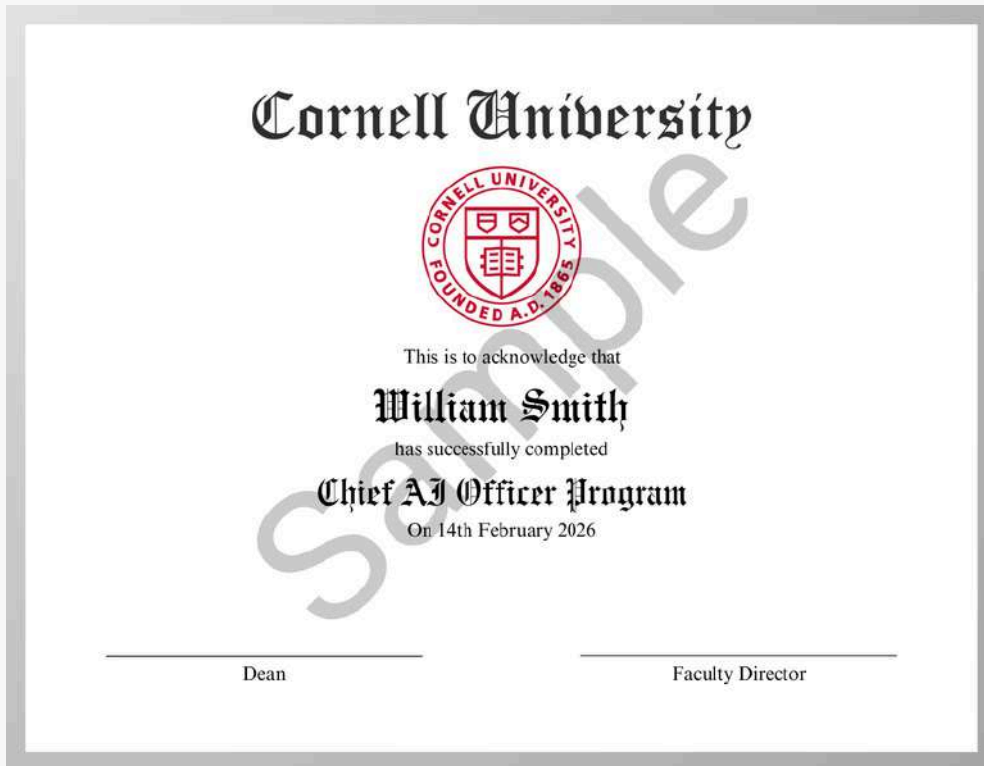 Cornell University
CORNELL UNIVERSITY
FOUNDED A.D. 1865
This is to acknowledge that
William Smith
has successfully completed
Chief AI Officer Program
On 14th February 2026
Sample
Dean
Faculty Director